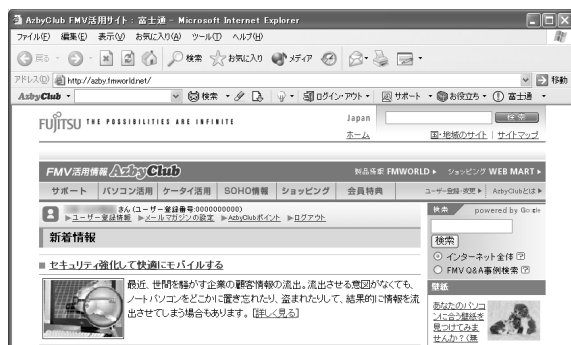 AzbyClub FMV活用サイト : 富士通 - Microsoft Internet Explorer
ファイル(F) 編集(E) 表示(V) お気に入り(A) ツール(T) ヘルプ(H)
戻る 検索 お気に入り メディア
アドレス(D) http://azby.fmworld.net/ 移動
AzbyClub 検索 ログイン・アウト サポート お役立ち 富士通
FUJITSU THE POSSIBILITIES ARE INFINITE Japan 検索
ホーム 国・地域のサイト | サイトマップ
FMV活用情報 AzbyClub 製品情報 FMWORLD ショッピング WEB MART
サポート パソコン活用 ケータイ活用 SOHO情報 ショッピング 会員特典 ユーザー登録・変更 AzbyClubとは
さん (ユーザー登録番号:0000000000)
▶ユーザー登録情報 ▶メールマガジンの設定 ▶AzbyClubポイント ▶ログアウト
新着情報
■ セキュリティ強化して快適にモバイルする
最近、世間を騒がす企業の顧客情報の流出。流出させる意図がなくても、
ノートパソコンをどこかに置き忘れたり、盗まれたりして、結果的に情報を流
出させてしまう場合もあります。[詳しく見る]
検索 powered by Google
検索
インターネット全体
FMV Q&A事例検索
壁紙
あなたのパソコ
ンに合う壁紙を
見つけてみま
せんか?(無